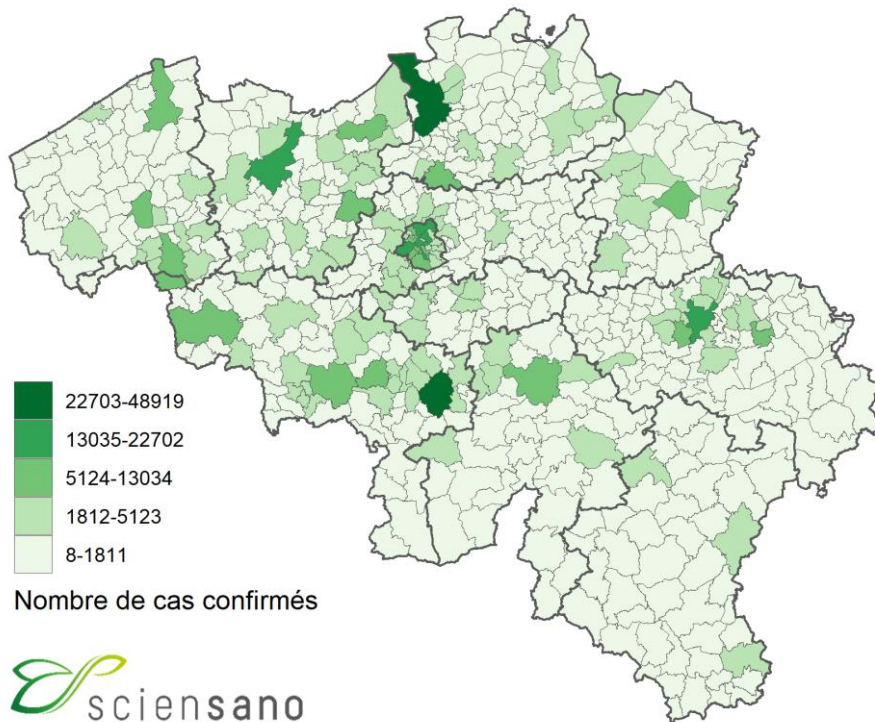 22703-48919
13035-22702
5124-13034
1812-5123
8-1811
Nombre de cas confirmés
sciensano